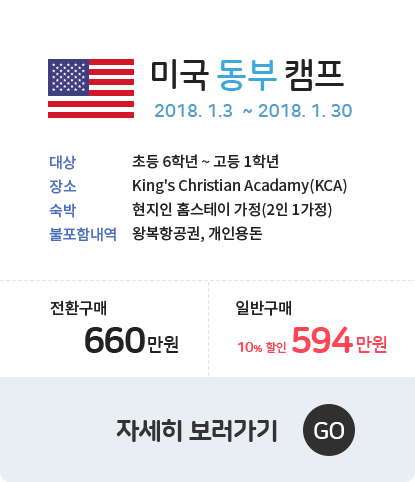 미국 동부 캠프
2018. 1.3 ~ 2018. 1. 30
대상 초등 6학년 ~ 고등 1학년
장소 King's Christian Acadamy(KCA)
숙박 현지인 홈스테이 가정(2인 1가정)
불포함내역 왕복항공권, 개인용돈
전환구매 일반구매
660만원 10% 할인 594만원
자세히 보러가기 GO